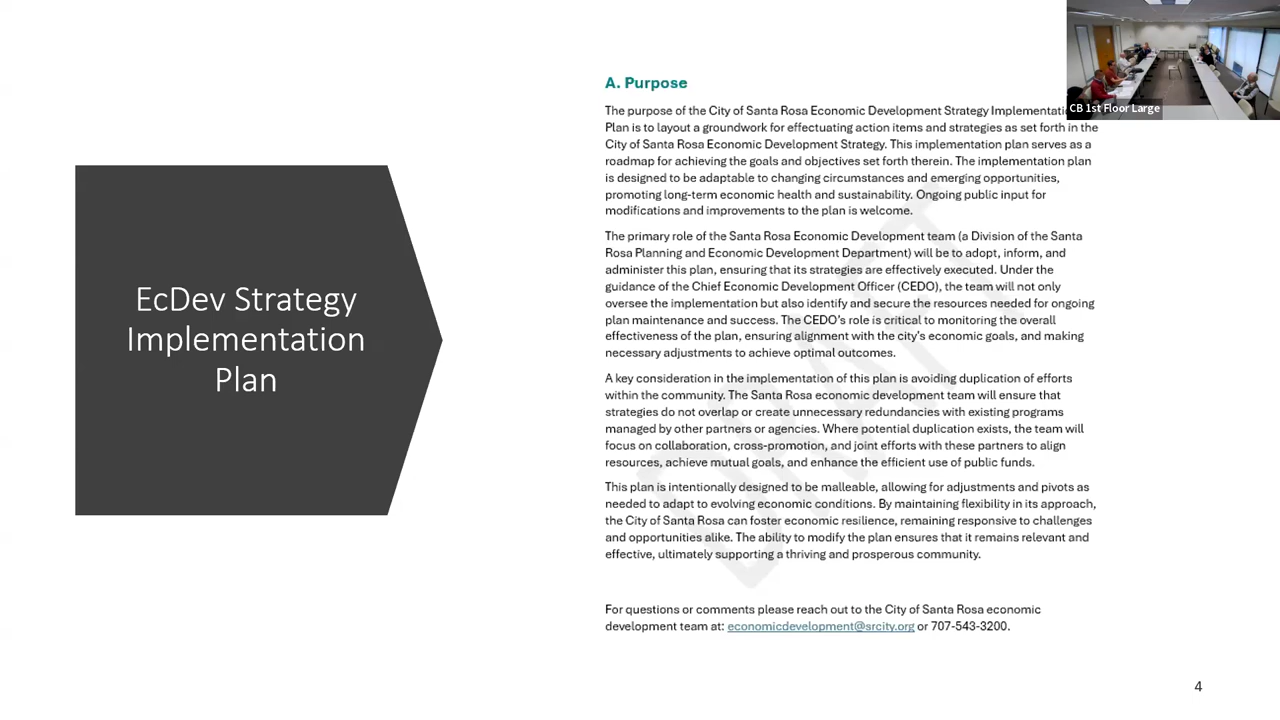 CB 1st Floor Large
EcDev Strategy
Implementation
Plan
A. Purpose
The purpose of the City of Santa Rosa Economic Development Strategy
Plan is to layout a groundwork for effectuating action items and strategies as set forth in the
City of Santa Rosa Economic Development Strategy. This implementation plan serves as a
roadmap for achieving the goals and objectives set forth therein. The implementation plan
is designed to be adaptable to changing circumstances and emerging opportunities,
promoting long-term economic health and sustainability. Ongoing public input for
modifications and improvements to the plan is welcome.
The primary role of the Santa Rosa Economic Development team (a Division of the Santa
Rosa Planning and Economic Development Department) will be to adopt, inform, and
administer this plan, ensuring that its strategies are effectively executed. Under the
guidance of the Chief Economic Development Officer (CEDO), the team will not only
oversee the implementation but also identify and secure the resources needed for ongoing
plan maintenance and success. The CEDO's role is critical to monitoring the overall
effectiveness of the plan, ensuring alignment with the city's economic goals, and making
necessary adjustments to achieve optimal outcomes.
A key consideration in the implementation of this plan is avoiding duplication of efforts
within the community. The Santa Rosa economic development team will ensure that
strategies do not overlap or create unnecessary redundancies with existing programs
managed by other partners or agencies. Where potential duplication exists, the team will
focus on collaboration, cross-promotion, and joint efforts with these partners to align
resources, achieve mutual goals, and enhance the efficient use of public funds.
This plan is intentionally designed to be malleable, allowing for adjustments and pivots as
needed to adapt to evolving economic conditions. By maintaining flexibility in its approach,
the City of Santa Rosa can foster economic resilience, remaining responsive to challenges
and opportunities alike. The ability to modify the plan ensures that it remains relevant and
effective, ultimately supporting a thriving and prosperous community.
For questions or comments please reach out to the City of Santa Rosa economic
development team at: economicdevelopment@srcity.org or 707-543-3200.
DRAFT
4